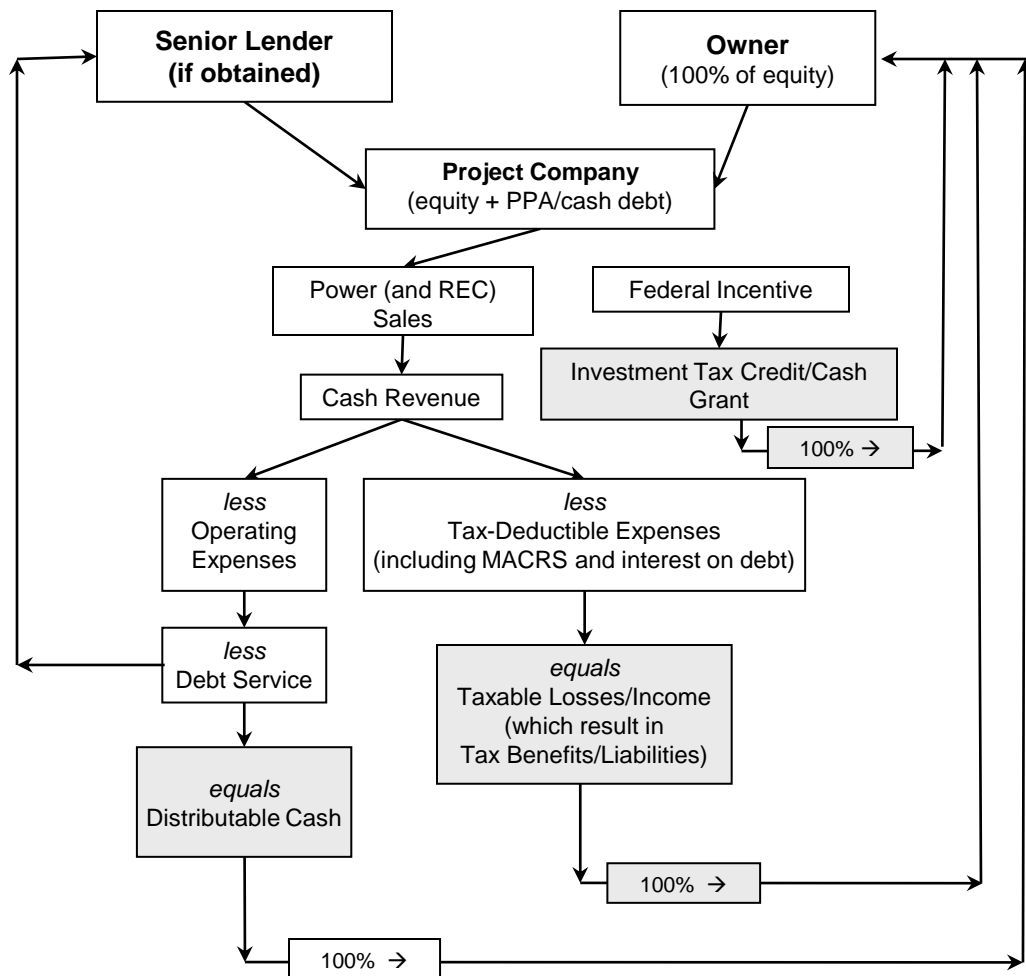 Senior Lender
(if obtained)
Owner
(100% of equity)
Project Company
(equity + PPA/cash debt)
Power (and REC)
Sales
Federal Incentive
Investment Tax Credit/Cash
Grant
Cash Revenue
100% →
less
Operating
Expenses
less
Tax-Deductible Expenses
(including MACRS and interest on debt)
less
Debt Service
equals
Taxable Losses/Income
(which result in
Tax Benefits/Liabilities)
equals
Distributable Cash
100% →
100% →